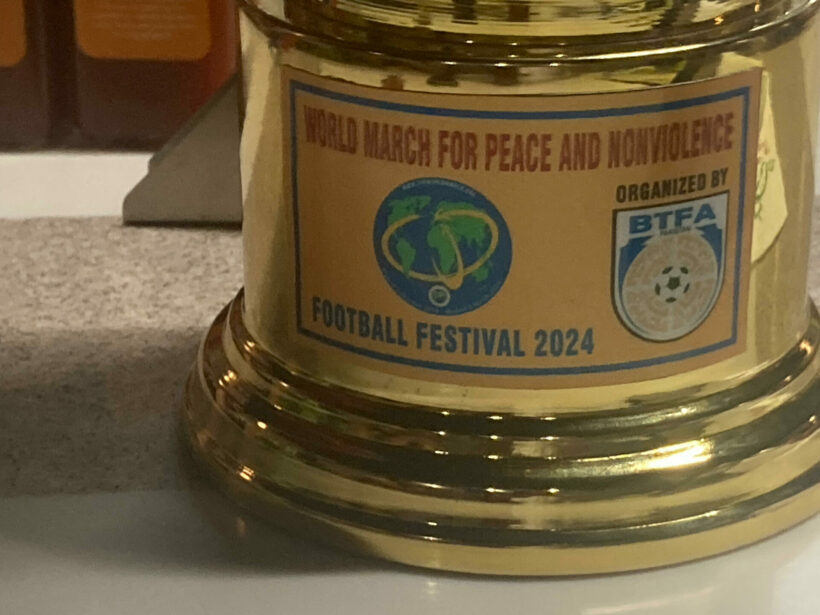 WORLD MARCH FOR PEACE AND NONVIOLENCE
ORGANIZED BY
BTFA
FOOTBALL FESTIVAL 2024